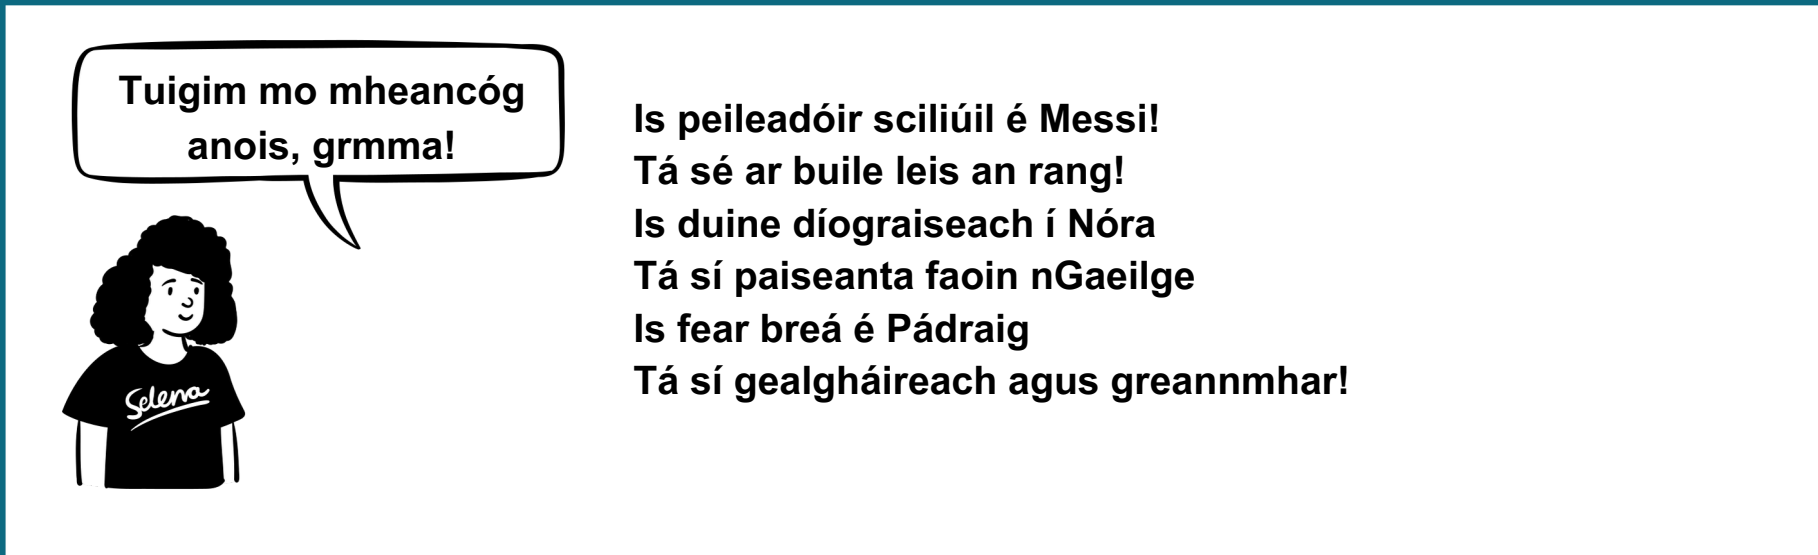 Tuigim mo mheancóg
anois, grmma!
Is peileadóir sciliúil é Messi!
Tá sé ar buile leis an rang!
Is duine díograiseach í Nóra
Tá sí paiseanta faoin nGaeilge
Is fear breá é Pádraig
Tá sí gealgháireach agus greannmhar!
Selena